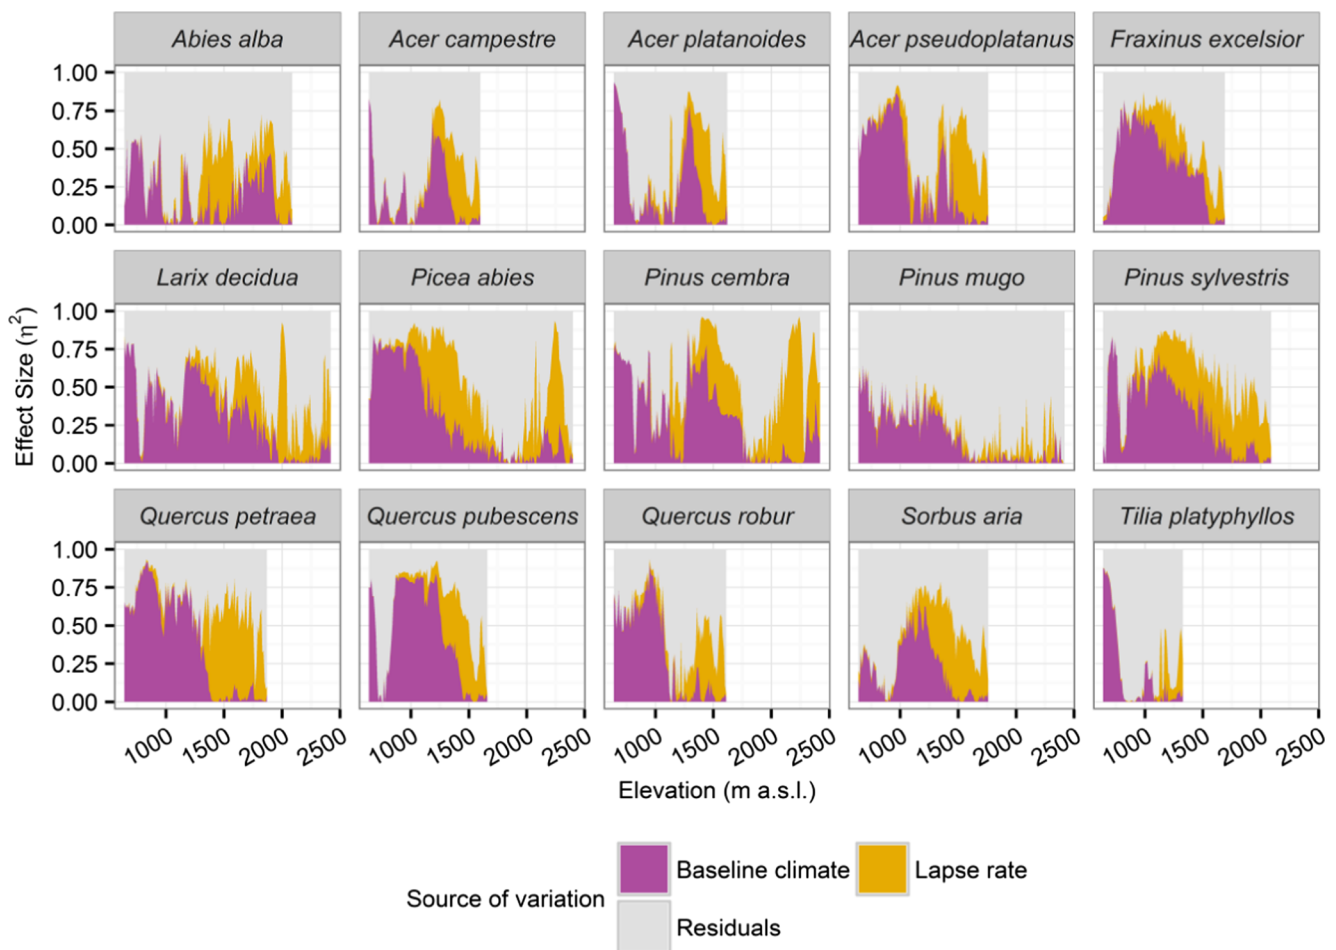 Abies alba Acer campestre Acer platanoides Acer pseudoplatanus Fraxinus excelsior
1.00
0.75
0.50
0.25
0.00
Larix decidua Picea abies Pinus cembra Pinus mugo Pinus sylvestris
1.00
0.75
0.50
0.25
0.00
Effect Size (η²)
Quercus petraea Quercus pubescens Quercus robur Sorbus aria Tilia platyphyllos
1.00
0.75
0.50
0.25
0.00
1000 1500 2000 2500 1000 1500 2000 2500 1000 1500 2000 2500 1000 1500 2000 2500 1000 1500 2000 2500
Elevation (m a.s.l.)
Source of variation
Baseline climate Lapse rate
Residuals